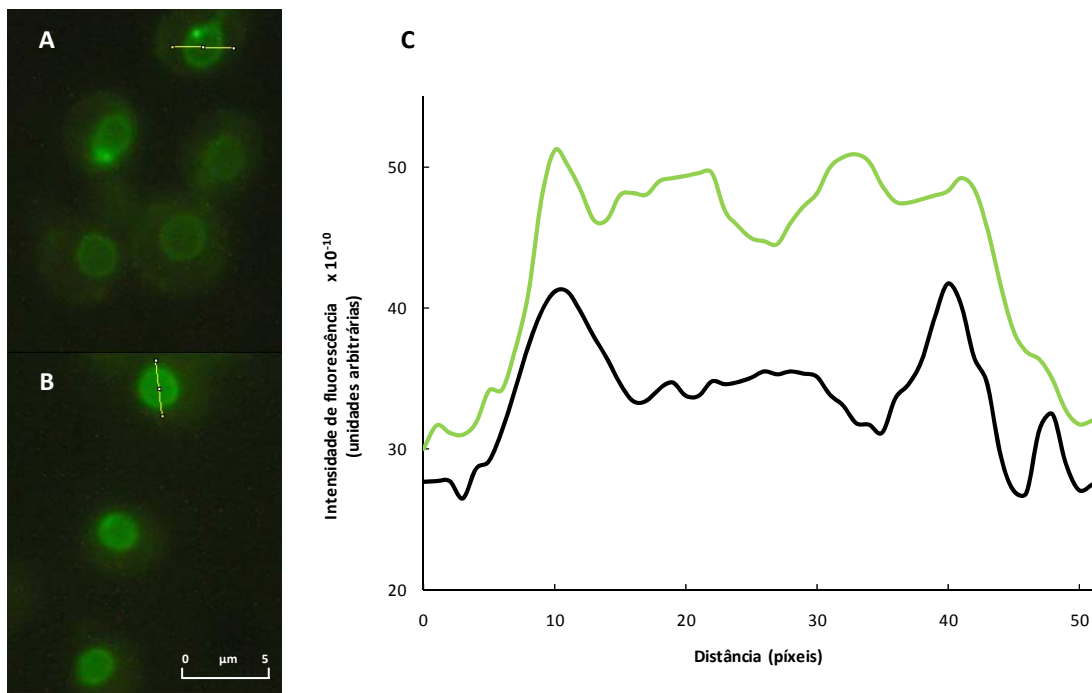 A
B
0 µm 5
C
Intensidade de fluorescência x 10⁻¹⁰
(unidades arbitrárias)
50
40
30
20
0 10 20 30 40 50
Distância (píxeis)